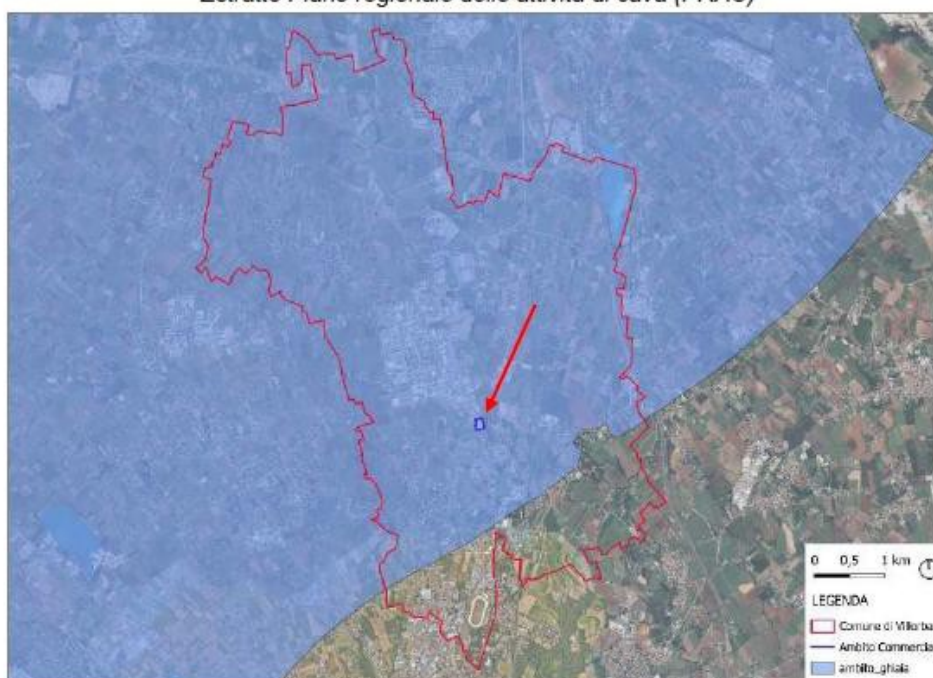 Estratto Piano regionale delle attività di cava (PRAC)
0 0,5 1 km
LEGENDA
Comune di Villorba
Ambito Commercia
ambito_ghiaia